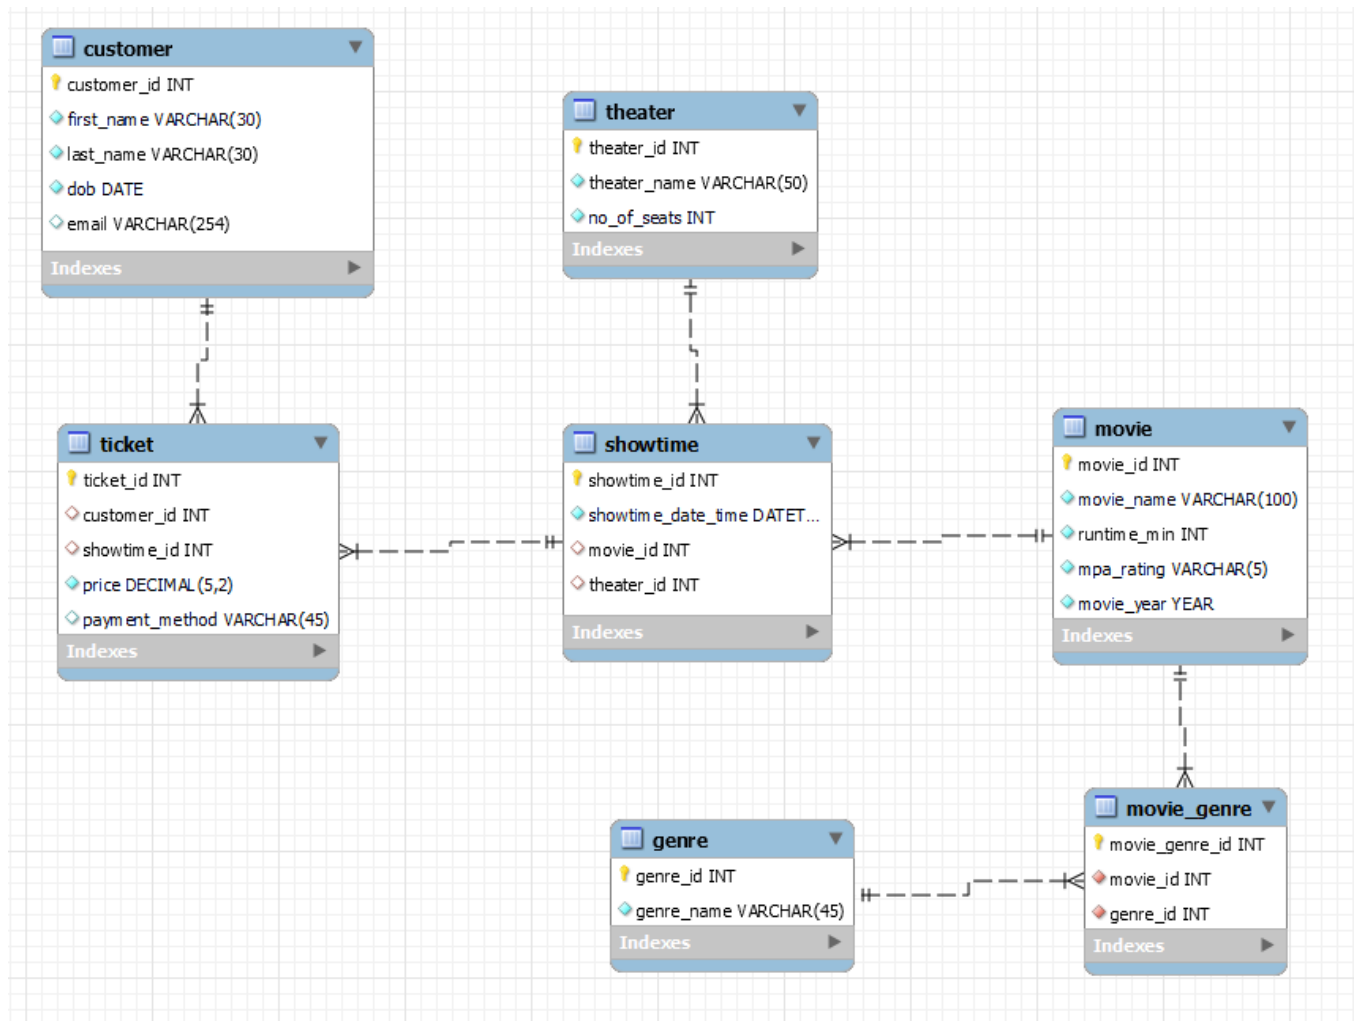 customer
customer_id INT
first_name VARCHAR(30)
last_name VARCHAR(30)
dob DATE
email VARCHAR(254)
Indexes
theater
theater_id INT
theater_name VARCHAR(50)
no_of_seats INT
Indexes
ticket
ticket_id INT
customer_id INT
showtime_id INT
price DECIMAL(5,2)
payment_method VARCHAR(45)
Indexes
showtime
showtime_id INT
showtime_date_time DATET...
movie_id INT
theater_id INT
Indexes
movie
movie_id INT
movie_name VARCHAR(100)
runtime_min INT
mpa_rating VARCHAR(5)
movie_year YEAR
Indexes
genre
genre_id INT
genre_name VARCHAR(45)
Indexes
movie_genre
movie_genre_id INT
movie_id INT
genre_id INT
Indexes